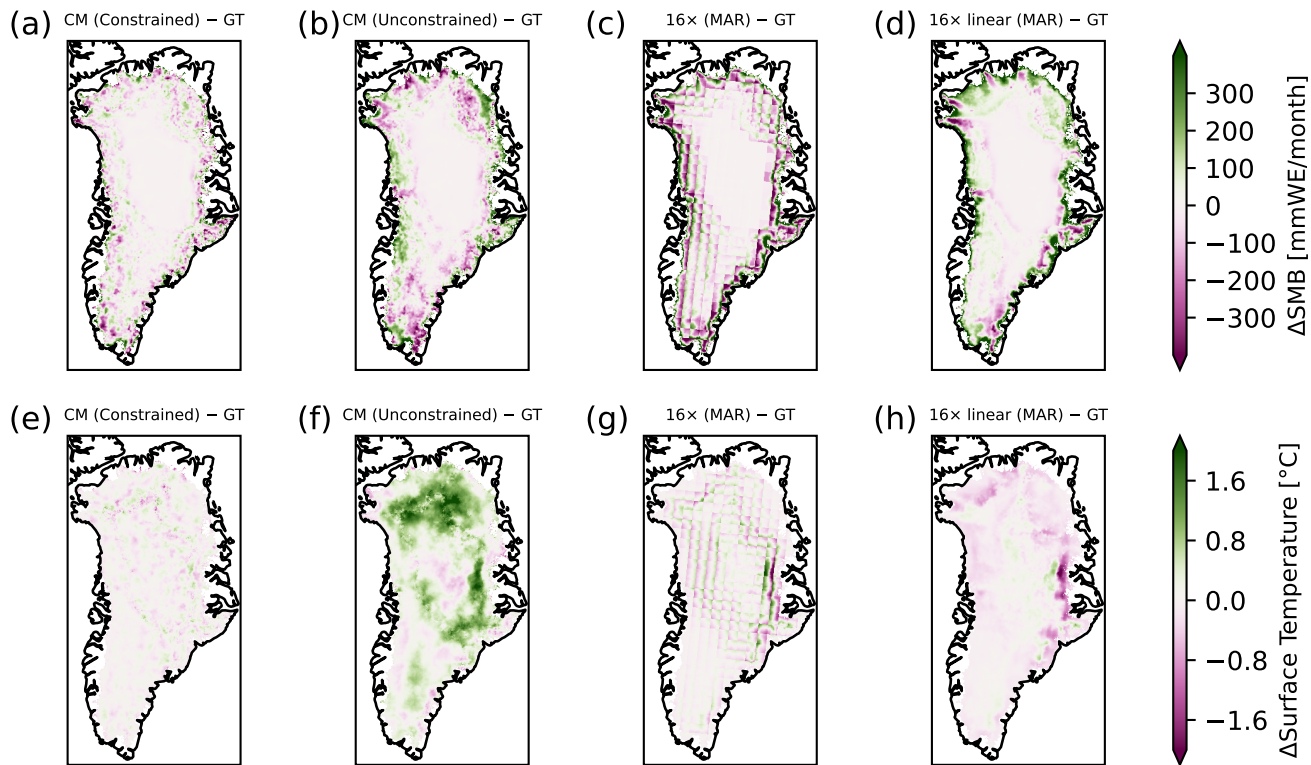 (a) CM (Constrained) − GT
(b) CM (Unconstrained) − GT
(c) 16× (MAR) − GT
(d) 16× linear (MAR) − GT
300
200
100
0
−100
−200
−300
ΔSMB [mmWE/month]
(e) CM (Constrained) − GT
(f) CM (Unconstrained) − GT
(g) 16× (MAR) − GT
(h) 16× linear (MAR) − GT
1.6
0.8
0.0
−0.8
−1.6
ΔSurface Temperature [°C]